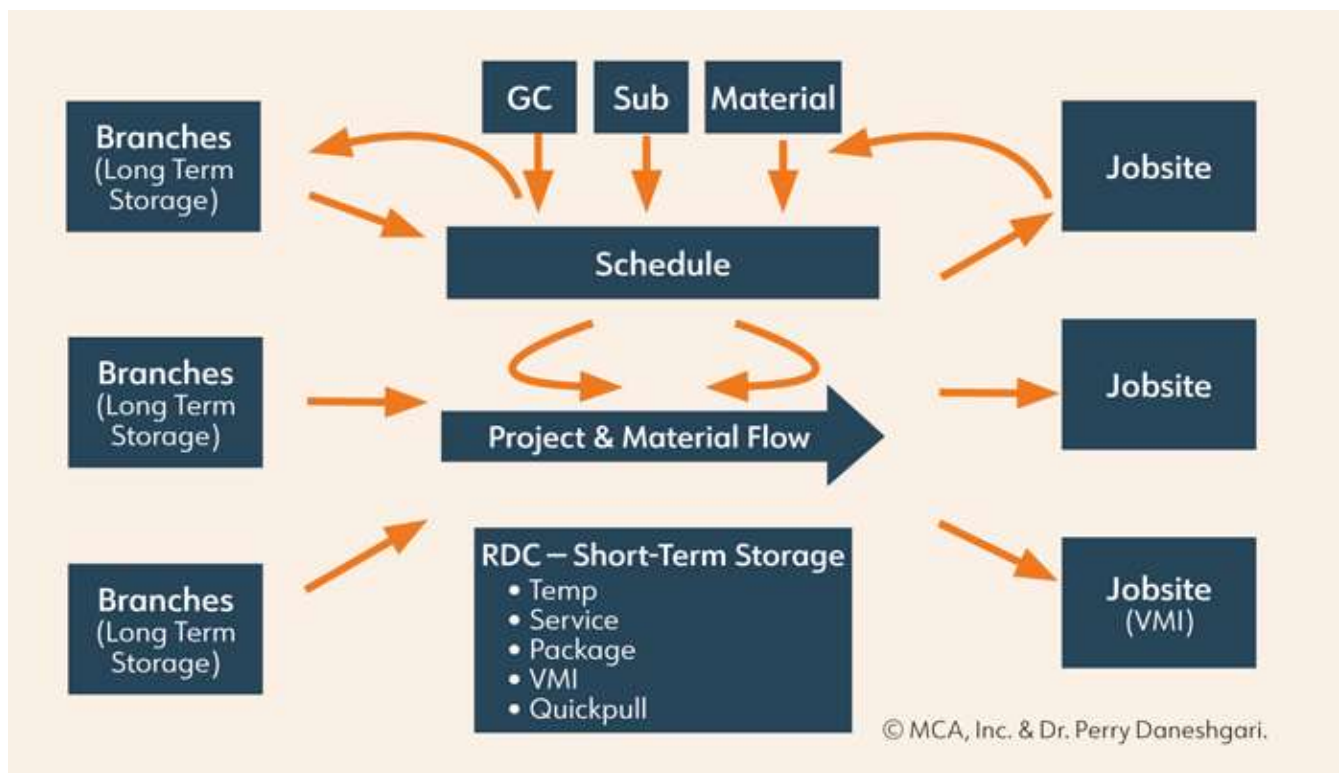 GC
Sub
Material
Branches
(Long Term
Storage)
Jobsite
Schedule
Branches
(Long Term
Storage)
Jobsite
Project & Material Flow
RDC – Short-Term Storage
• Temp
• Service
• Package
• VMI
• Quickpull
Branches
(Long Term
Storage)
Jobsite
(VMI)
© MCA, Inc. & Dr. Perry Daneshgari.